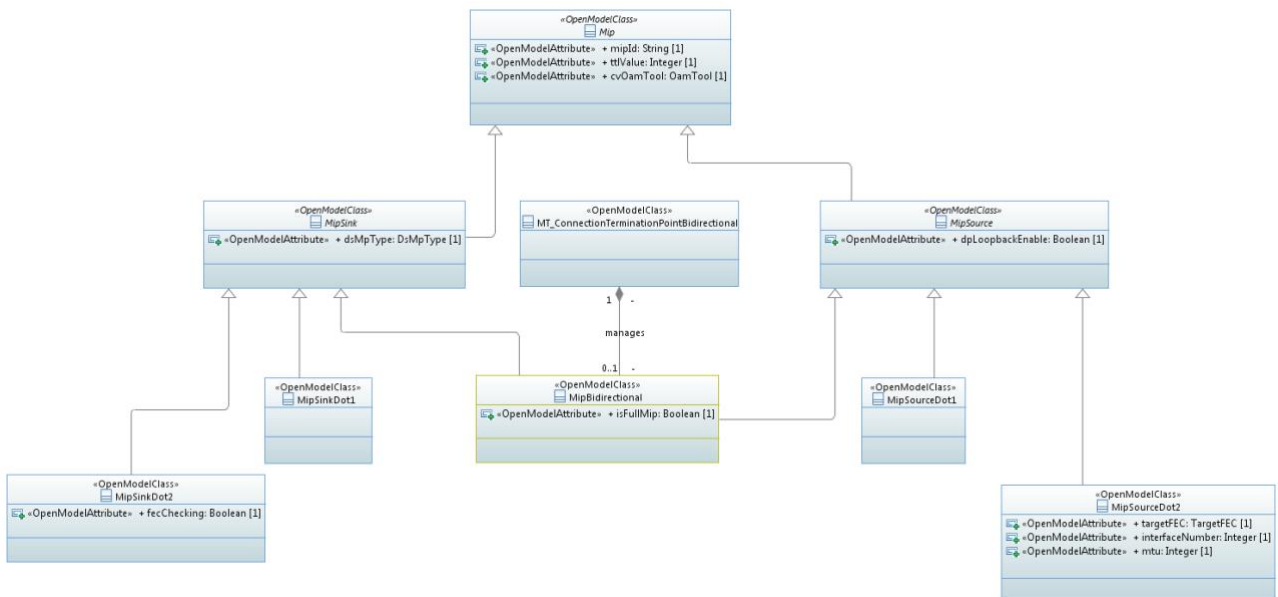 «OpenModelClass»
Mip
«OpenModelAttribute» + mipId: String [1]
«OpenModelAttribute» + ttlValue: Integer [1]
«OpenModelAttribute» + cvOamTool: OamTool [1]
«OpenModelClass»
MipSink
«OpenModelAttribute» + dsMpType: DsMpType [1]
«OpenModelClass»
MT_ConnectionTerminationPointBidirectional
«OpenModelClass»
MipSource
«OpenModelAttribute» + dpLoopbackEnable: Boolean [1]
1 -
manages
0..1 -
«OpenModelClass»
MipSinkDot1
«OpenModelClass»
MipBidirectional
«OpenModelAttribute» + isFullMip: Boolean [1]
«OpenModelClass»
MipSourceDot1
«OpenModelClass»
MipSinkDot2
«OpenModelAttribute» + fecChecking: Boolean [1]
«OpenModelClass»
MipSourceDot2
«OpenModelAttribute» + targetFEC: TargetFEC [1]
«OpenModelAttribute» + interfaceNumber: Integer [1]
«OpenModelAttribute» + mtu: Integer [1]